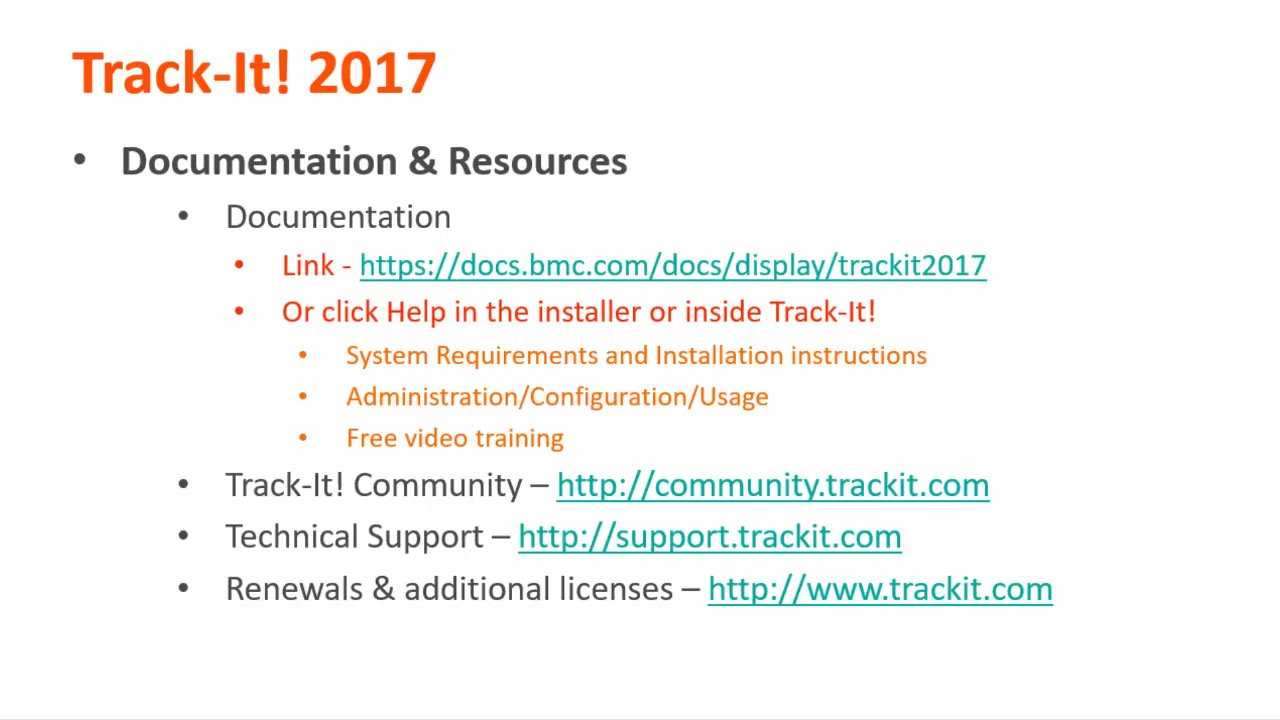 Track-It! 2017
• Documentation & Resources
• Documentation
• Link - https://docs.bmc.com/docs/display/trackit2017
• Or click Help in the installer or inside Track-It!
• System Requirements and Installation instructions
• Administration/Configuration/Usage
• Free video training
• Track-It! Community – http://community.trackit.com
• Technical Support – http://support.trackit.com
• Renewals & additional licenses – http://www.trackit.com